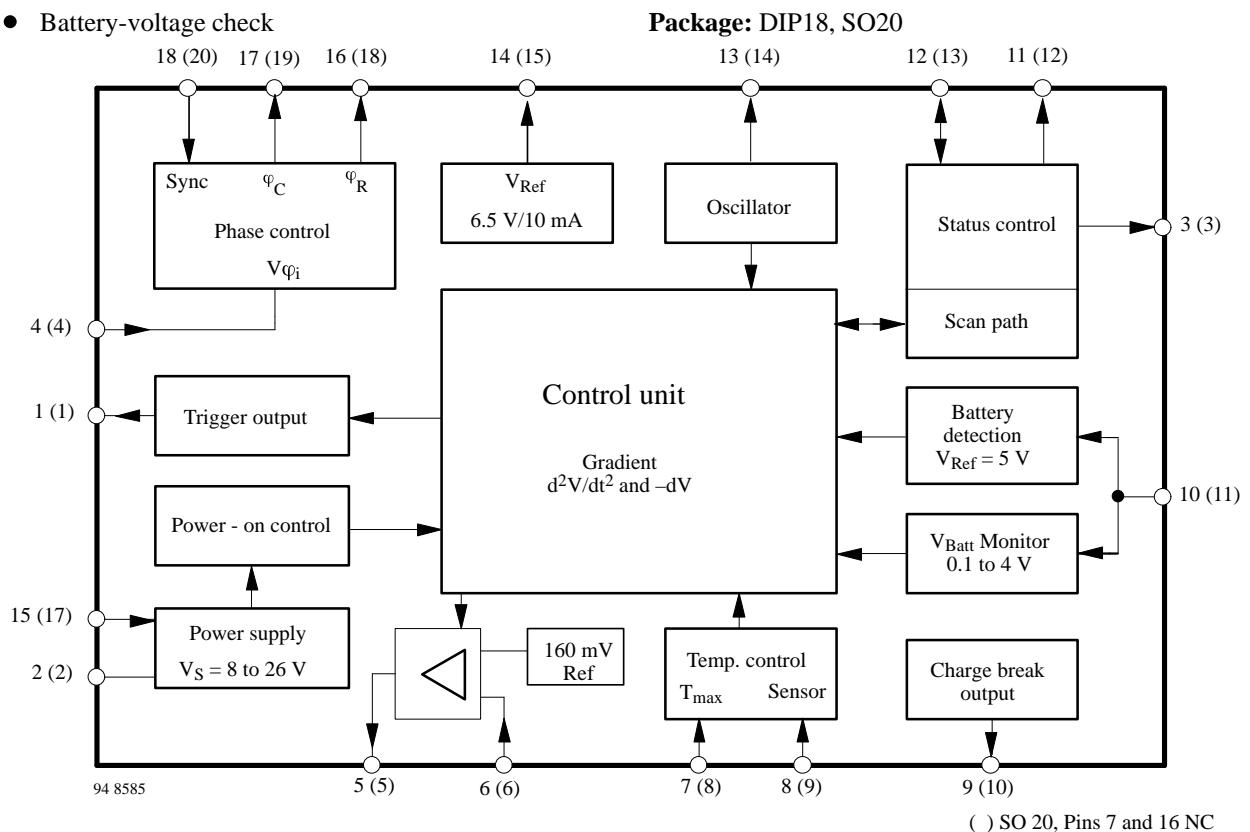 ● Battery-voltage check
Package: DIP18, SO20
18 (20)
17 (19)
16 (18)
14 (15)
13 (14)
12 (13)
11 (12)
Sync
φC
φR
Phase control
Vφi
VRef
6.5 V/10 mA
Oscillator
Status control
Scan path
3 (3)
4 (4)
1 (1)
Trigger output
Control unit
Gradient
d²V/dt² and –dV
Battery
detection
VRef = 5 V
10 (11)
Power - on control
VBatt Monitor
0.1 to 4 V
15 (17)
2 (2)
Power supply
VS = 8 to 26 V
160 mV
Ref
Temp. control
Tmax
Sensor
Charge break
output
94 8585
5 (5)
6 (6)
7 (8)
8 (9)
9 (10)
( ) SO 20, Pins 7 and 16 NC